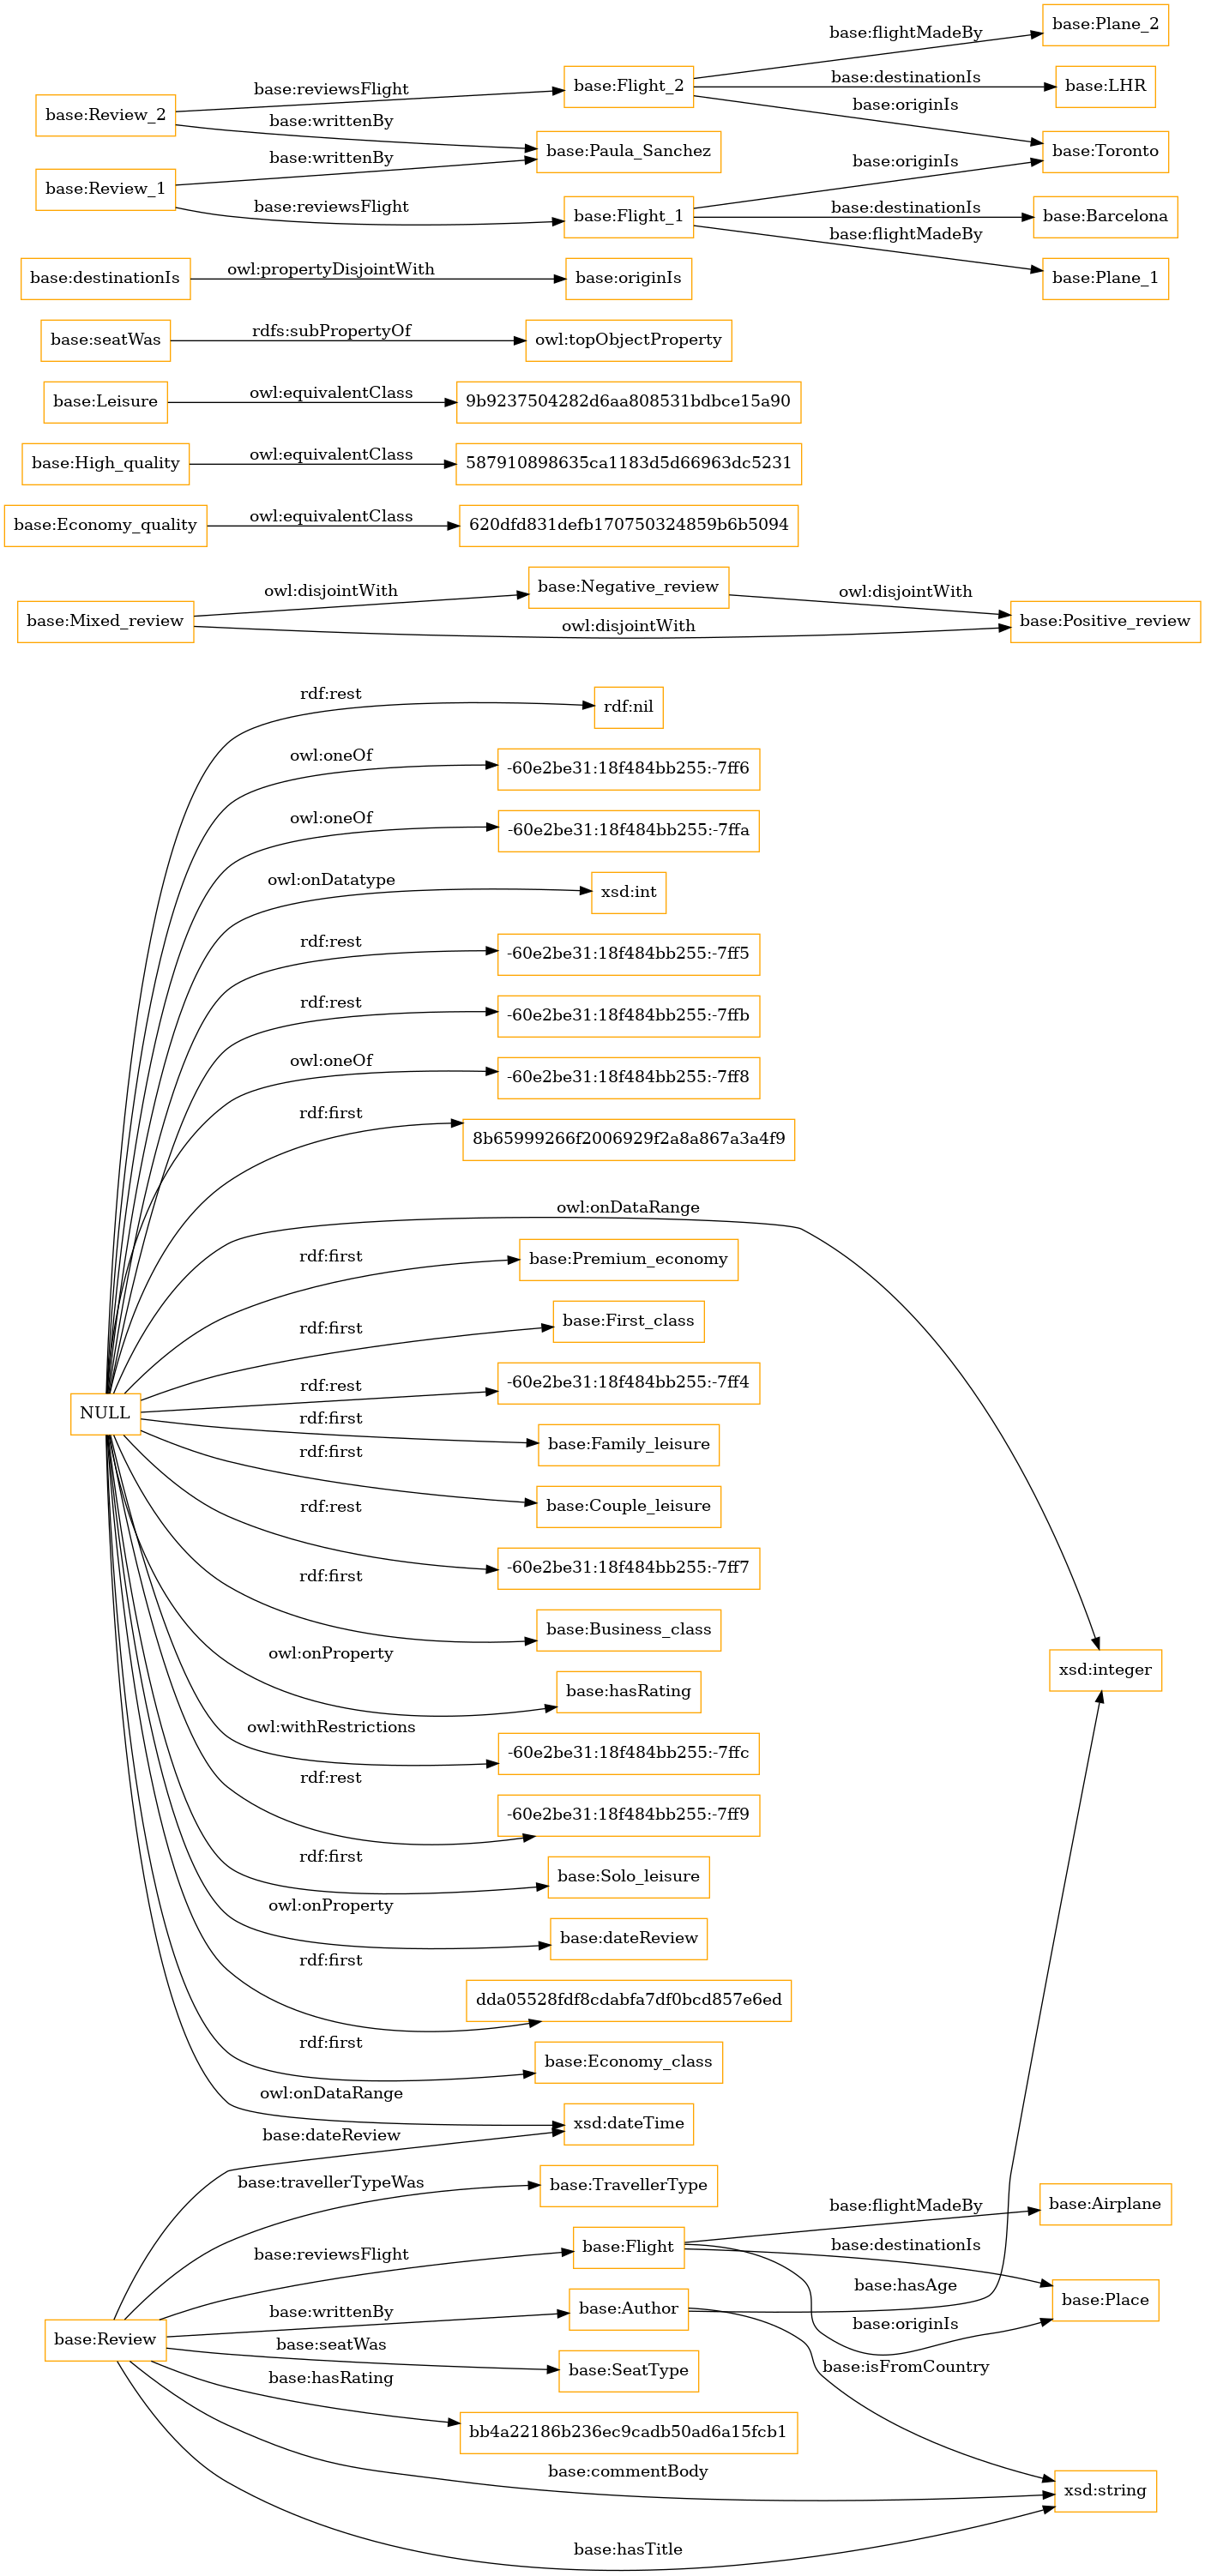 base:Plane_2
base:flightMadeBy
base:Flight_2
base:destinationIs
base:LHR
base:reviewsFlight
base:originIs
base:Review_2
base:writtenBy
base:Paula_Sanchez
base:Toronto
base:writtenBy
base:originIs
base:Review_1
base:reviewsFlight
base:Flight_1
base:destinationIs
base:Barcelona
base:flightMadeBy
base:Plane_1
base:destinationIs
owl:propertyDisjointWith
base:originIs
base:seatWas
rdfs:subPropertyOf
owl:topObjectProperty
base:Leisure
owl:equivalentClass
9b9237504282d6aa808531bdbce15a90
base:High_quality
owl:equivalentClass
587910898635ca1183d5d66963dc5231
base:Economy_quality
owl:equivalentClass
620dfd831defb170750324859b6b5094
base:Mixed_review
owl:disjointWith
base:Negative_review
owl:disjointWith
owl:disjointWith
base:Positive_review
rdf:rest
rdf:nil
owl:oneOf
-60e2be31:18f484bb255:-7ff6
owl:oneOf
-60e2be31:18f484bb255:-7ffa
owl:onDatatype
xsd:int
rdf:rest
-60e2be31:18f484bb255:-7ff5
rdf:rest
-60e2be31:18f484bb255:-7ffb
owl:oneOf
-60e2be31:18f484bb255:-7ff8
rdf:first
8b65999266f2006929f2a8a867a3a4f9
owl:onDataRange
rdf:first
base:Premium_economy
rdf:first
base:First_class
NULL
rdf:rest
-60e2be31:18f484bb255:-7ff4
rdf:first
base:Family_leisure
rdf:first
base:Couple_leisure
rdf:rest
-60e2be31:18f484bb255:-7ff7
rdf:first
base:Business_class
owl:onProperty
base:hasRating
xsd:integer
owl:withRestrictions
-60e2be31:18f484bb255:-7ffc
rdf:rest
-60e2be31:18f484bb255:-7ff9
rdf:first
base:Solo_leisure
owl:onProperty
base:dateReview
rdf:first
dda05528fdf8cdabfa7df0bcd857e6ed
rdf:first
base:Economy_class
owl:onDataRange
xsd:dateTime
base:dateReview
base:travellerTypeWas
base:TravellerType
base:flightMadeBy
base:Airplane
base:reviewsFlight
base:Flight
base:destinationIs
base:hasAge
base:Place
base:Review
base:writtenBy
base:Author
base:originIs
base:seatWas
base:SeatType
base:isFromCountry
base:hasRating
bb4a22186b236ec9cadb50ad6a15fcb1
base:commentBody
xsd:string
base:hasTitle